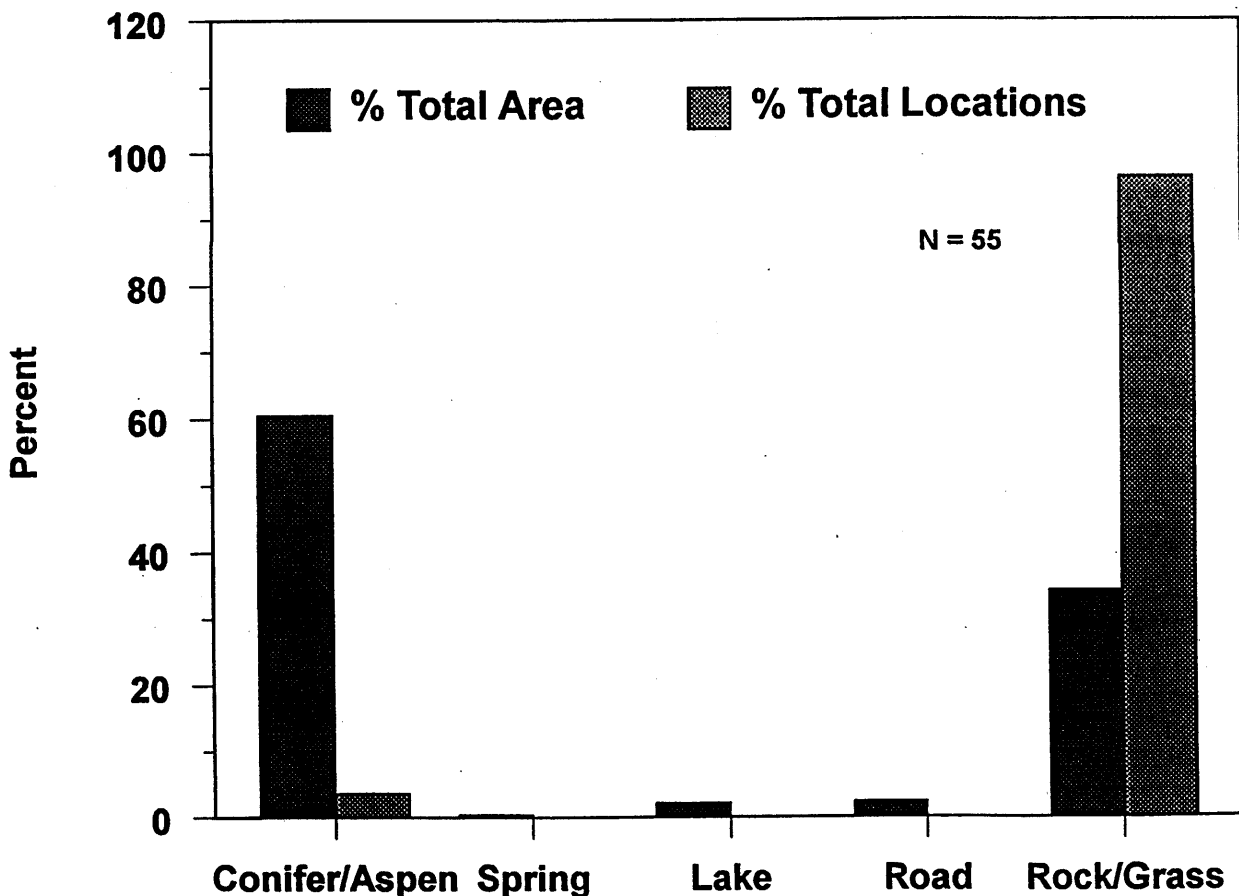 120
% Total Area % Total Locations
100
N = 55
80
60
Percent
40
20
0
Conifer/Aspen Spring Lake Road Rock/Grass